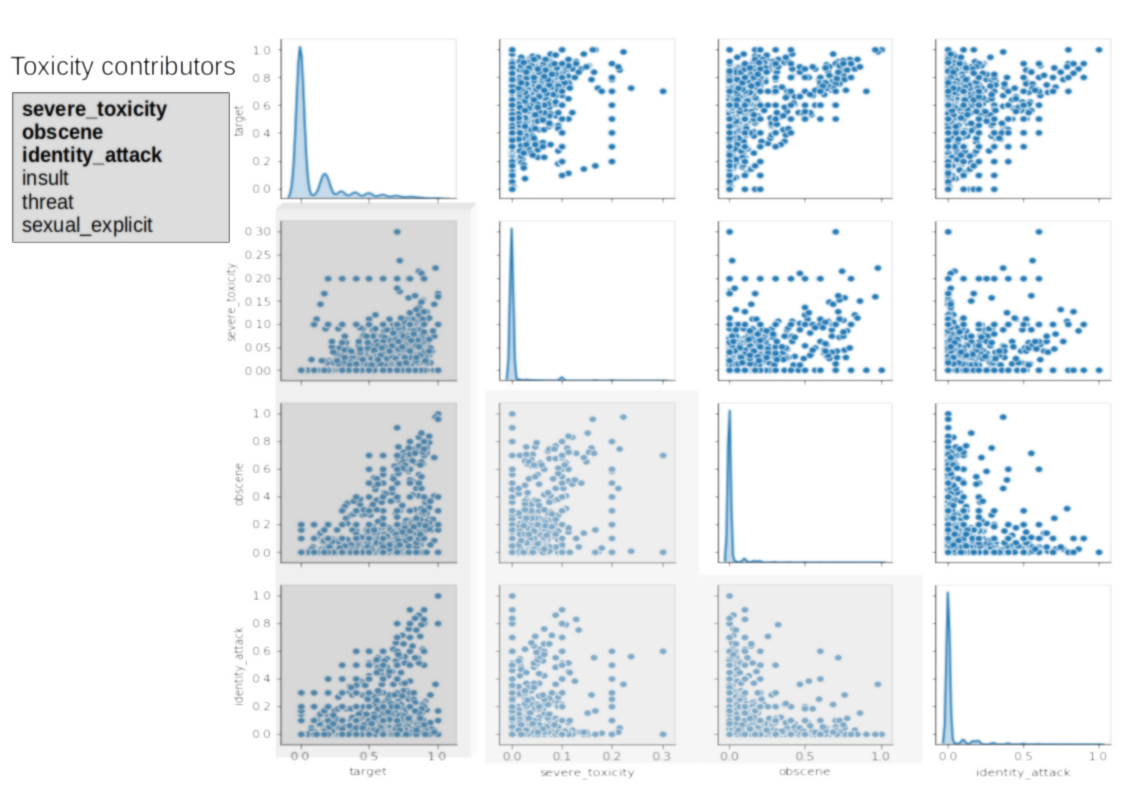 Toxicity contributors
severe_toxicity
obscene
identity_attack
insult
threat
sexual_explicit
target
1.0
0.8
0.6
0.4
0.2
0.0
severe_toxicity
0.30
0.25
0.20
0.15
0.10
0.05
0.00
obscene
1.0
0.8
0.6
0.4
0.2
0.0
identity_attack
1.0
0.8
0.6
0.4
0.2
0.0
0.0 0.5 1.0 0.0 0.1 0.2 0.3 0.0 0.5 1.0 0.0 0.5 1.0
target severe_toxicity obscene identity_attack